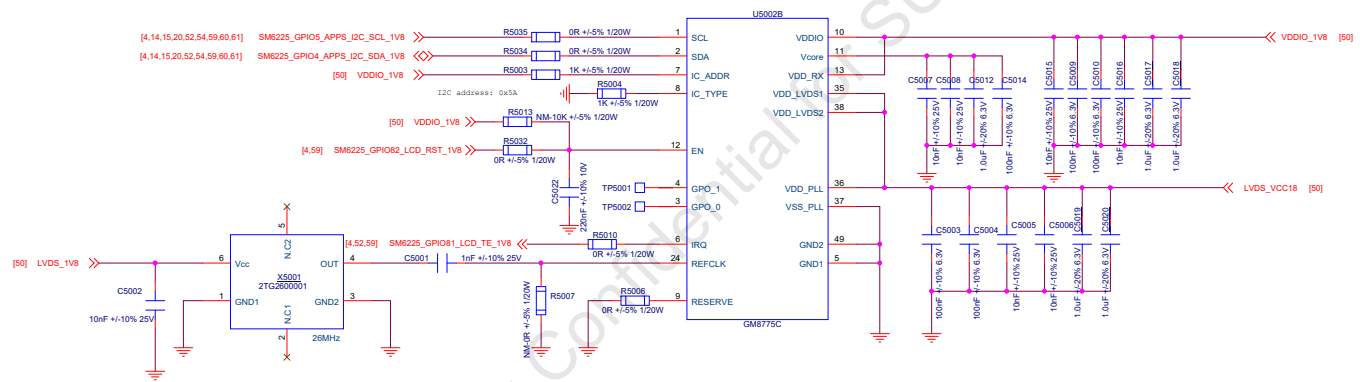 U5002B
[4,14,15,20,52,54,59,60,61] SM6225_GPIO5_APPS_I2C_SCL_1V8 R5035 0R +/-5% 1/20W 1 SCL VDDIO 10 VDDIO_1V8 [50]
[4,14,15,20,52,54,59,60,61] SM6225_GPIO4_APPS_I2C_SDA_1V8 R5034 0R +/-5% 1/20W 2 SDA Vcore 11
[50] VDDIO_1V8 R5003 1K +/-5% 1/20W 7 IC_ADDR VDD_RX 13
I2C address: 0x5A R5004 1K +/-5% 1/20W 8 IC_TYPE VDD_LVDS1 35
VDD_LVDS2 38
C5007 10nF +/-10% 25V
C5008 10nF +/-10% 25V
C5012 100nF +/-10% 6.3V
C5014 1.0uF +/-20% 6.3V
C5015 10nF +/-10% 25V
C5009 100nF +/-10% 6.3V
C5010 10nF +/-10% 25V
C5016 100nF +/-10% 6.3V
C5017 1.0uF +/-20% 6.3V
C5018 1.0uF +/-20% 6.3V
[50] VDDIO_1V8 R5013 NM-10K +/-5% 1/20W
[4,59] SM6225_GPIO82_LCD_RST_1V8 R5032 0R +/-5% 1/20W 12 EN
C5022 220nF +/-10% 10V
TP5001 4 GPO_1 VDD_PLL 36 LVDS_VCC18 [50]
TP5002 3 GPO_0 VSS_PLL 37
[4,52,59] SM6225_GPIO81_LCD_TE_1V8 R5010 0R +/-5% 1/20W 6 IRQ GND2 49
C5001 1nF +/-10% 25V 24 REFCLK GND1 5
R5007 NM-0R +/-5% 1/20W
R5006 0R +/-5% 1/20W 9 RESERVE
GM8775C
C5003 100nF +/-10% 6.3V
C5004 100nF +/-10% 6.3V
C5005 10nF +/-10% 25V
C5006 10nF +/-10% 25V
C5019 1.0uF +/-20% 6.3V
C5020 1.0uF +/-20% 6.3V
[50] LVDS_1V8 6 Vcc OUT 4
5 N.C2
X5001
2TG2600001
1 GND1 GND2 3
2 N.C1
26MHz
C5002
10nF +/-10% 25V
Confidential for